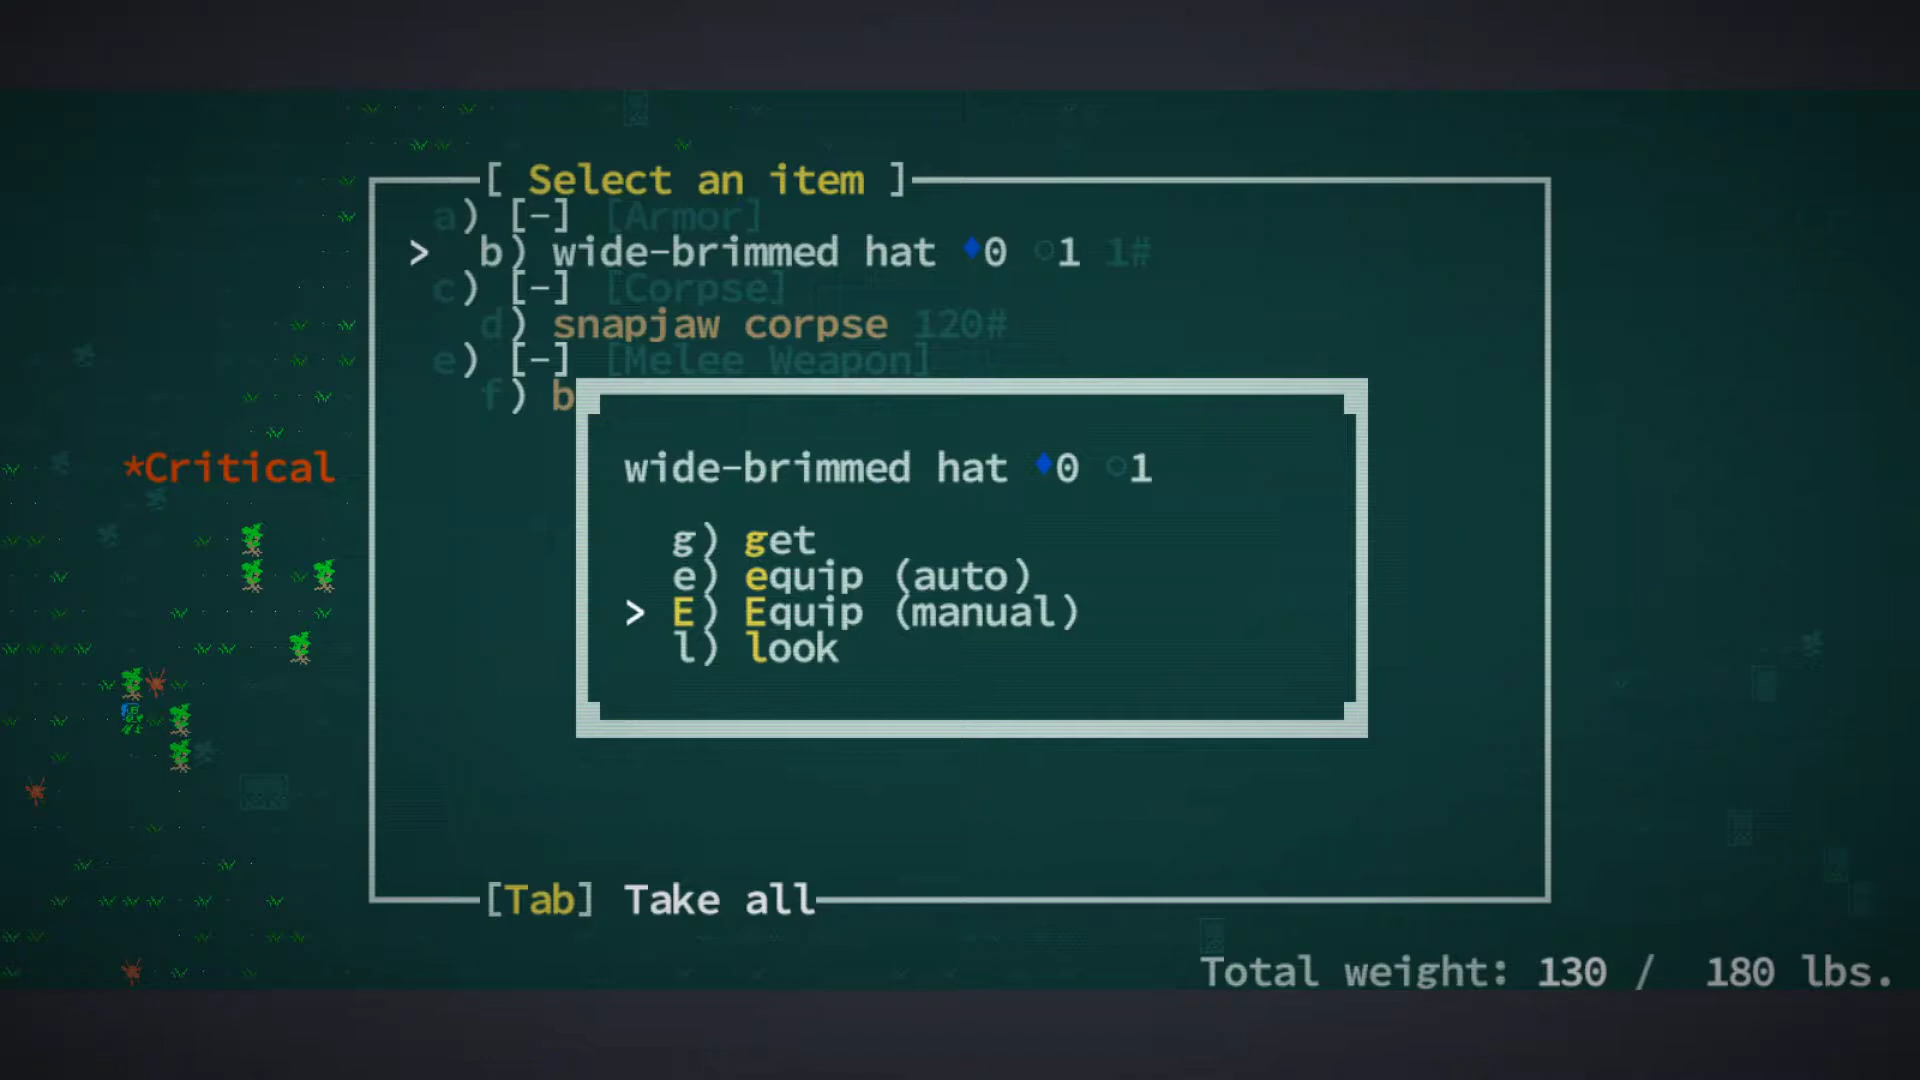 [ Select an item ]
a) [-] [Armor]
> b) wide-brimmed hat ♦0 ○1 1#
c) [-] [Corpse]
d) snapjaw corpse 120#
e) [-] [Melee Weapon]
f) b
*Critical
wide-brimmed hat ♦0 ○1
g) get
e) equip (auto)
> E) Equip (manual)
l) look
[Tab] Take all
Total weight: 130 / 180 lbs.